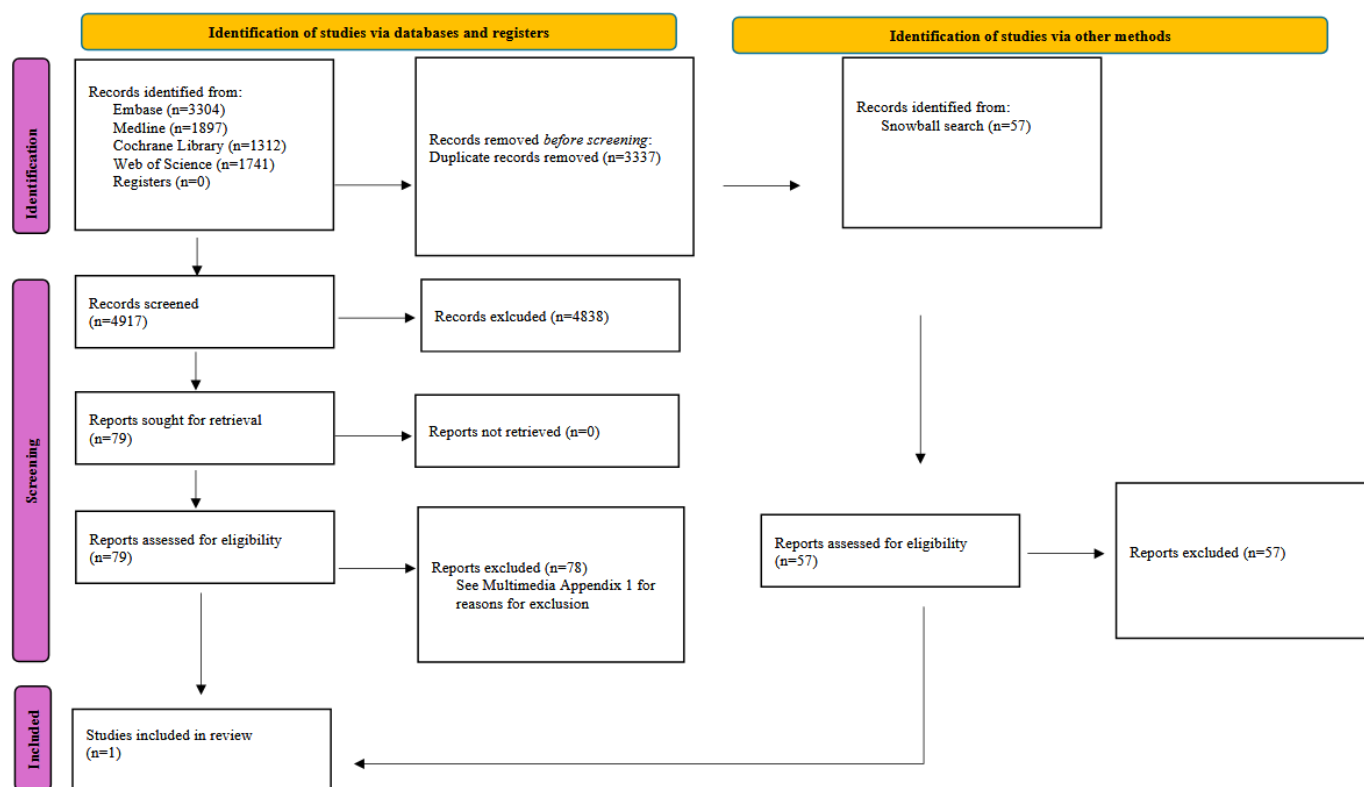 Identification of studies via databases and registers
Identification of studies via other methods
Identification
Records identified from:
Embase (n=3304)
Medline (n=1897)
Cochrane Library (n=1312)
Web of Science (n=1741)
Registers (n=0)
Records removed before screening:
Duplicate records removed (n=3337)
Records identified from:
Snowball search (n=57)
Screening
Records screened
(n=4917)
Records exlcuded (n=4838)
Reports sought for retrieval
(n=79)
Reports not retrieved (n=0)
Reports assessed for eligibility
(n=79)
Reports excluded (n=78)
See Multimedia Appendix 1 for
reasons for exclusion
Reports assessed for eligibility
(n=57)
Reports excluded (n=57)
Included
Studies included in review
(n=1)